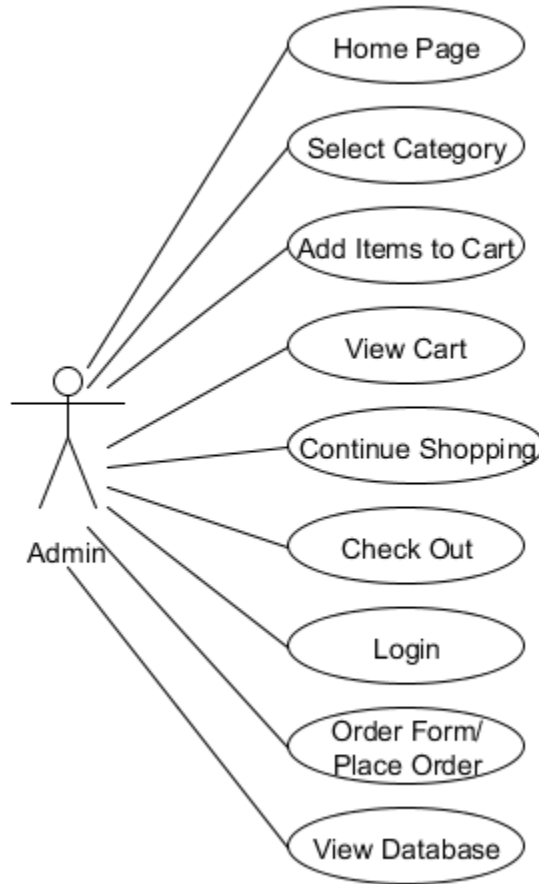 Home Page
Select Category
Add Items to Cart
View Cart
Continue Shopping
Check Out
Admin
Login
Order Form/
Place Order
View Database